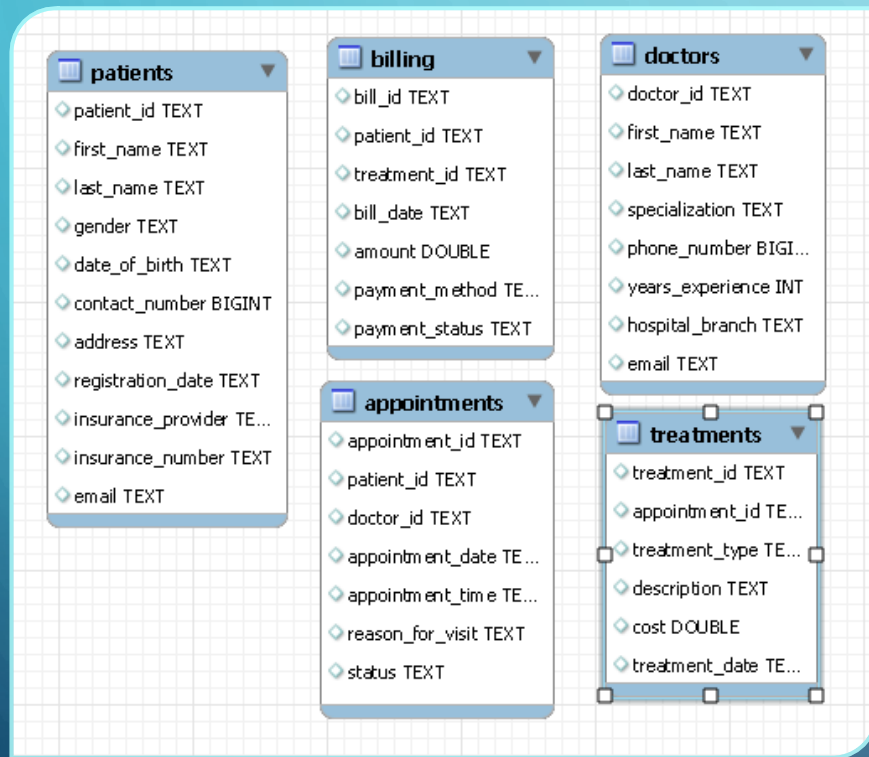 patients
patient_id TEXT
first_name TEXT
last_name TEXT
gender TEXT
date_of_birth TEXT
contact_number BIGINT
address TEXT
registration_date TEXT
insurance_provider TE...
insurance_number TEXT
email TEXT
billing
bill_id TEXT
patient_id TEXT
treatment_id TEXT
bill_date TEXT
amount DOUBLE
payment_method TE...
payment_status TEXT
doctors
doctor_id TEXT
first_name TEXT
last_name TEXT
specialization TEXT
phone_number BIGI...
years_experience INT
hospital_branch TEXT
email TEXT
appointments
appointment_id TEXT
patient_id TEXT
doctor_id TEXT
appointment_date TE...
appointment_time TE...
reason_for_visit TEXT
status TEXT
treatments
treatment_id TEXT
appointment_id TE...
treatment_type TE...
description TEXT
cost DOUBLE
treatment_date TE...